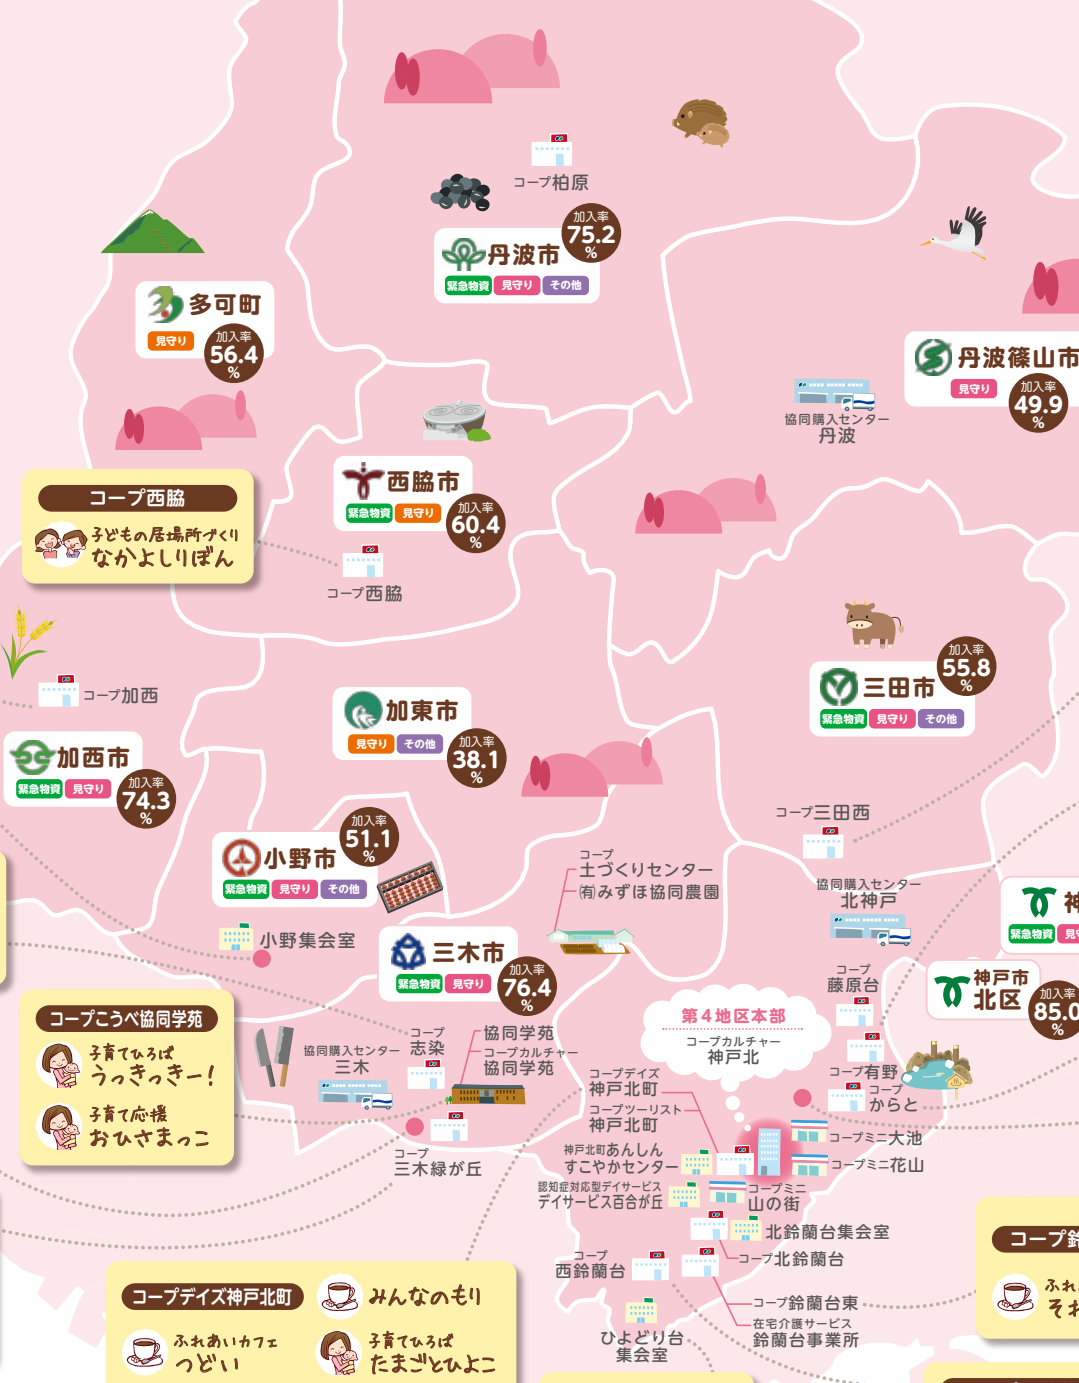 コープ柏原
加入率
75.2
%
丹波市
緊急物資 見守り その他
多可町
見守り
加入率
56.4
%
丹波篠山市
見守り
加入率
49.9
%
協同購入センター
丹波
西脇市
緊急物資 見守り
加入率
60.4
%
コープ西脇
子どもの居場所づくり
なかよしりぼん
コープ西脇
加入率
55.8
%
三田市
緊急物資 見守り その他
コープ加西
加西市
緊急物資 見守り
加入率
74.3
%
加東市
見守り その他
加入率
38.1
%
加入率
51.1
%
小野市
緊急物資 見守り その他
コープ三田西
コープ
土づくりセンター
㈲みずほ協同農園
協同購入センター
北神戸
神
緊急物資
小野集会室
三木市
緊急物資 見守り
加入率
76.4
%
コープ
藤原台
神戸市
北区
加入率
85.0
%
コープこうべ協同学苑
子育てひろば
うっきっきー!
子育て応援
おひさまっこ
第4地区本部
コープカルチャー
神戸北
協同購入センター
三木
コープ
志染
協同学苑
コープカルチャー
協同学苑
コープ有野
コープ
からと
コープデイズ
神戸北町
コープツーリスト
神戸北町
コープミニ大池
コープミニ花山
コープ
三木緑が丘
神戸北町あんしん
すこやかセンター
認知症対応型デイサービス
デイサービス百合が丘
コープミニ
山の街
北鈴蘭台集会室
コープ北鈴蘭台
コープ
西鈴蘭台
コープ鈴蘭台東
在宅介護サービス
鈴蘭台事業所
ひよどり台
集会室
コープデイズ神戸北町
みんなのもり
ふれあいカフェ
つどい
子育てひろば
たまごとひよこ
コープ鈴
ふれ
そよ